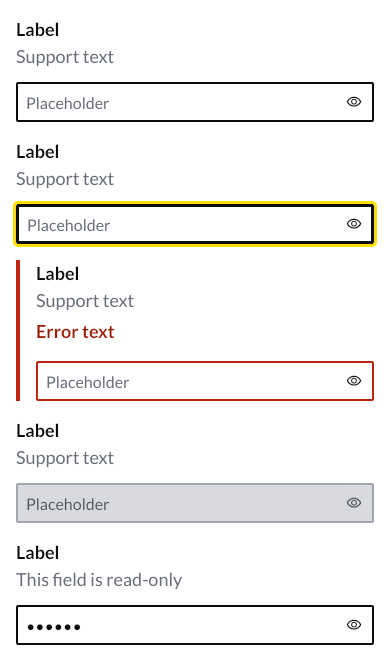 Label
Support text
Placeholder
Label
Support text
Placeholder
Label
Support text
Error text
Placeholder
Label
Support text
Placeholder
Label
This field is read-only
••••••